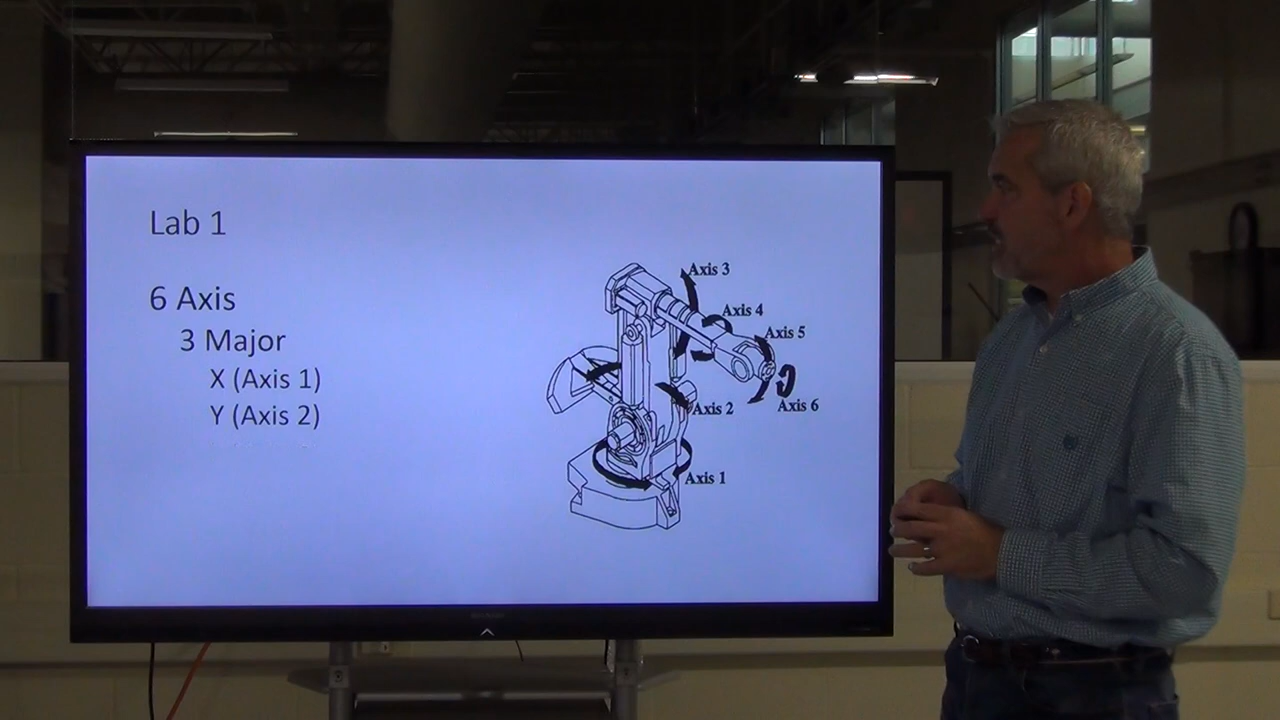 Lab 1
6 Axis
3 Major
X (Axis 1)
Y (Axis 2)
Axis 3
Axis 4
Axis 5
Axis 6
Axis 2
Axis 1